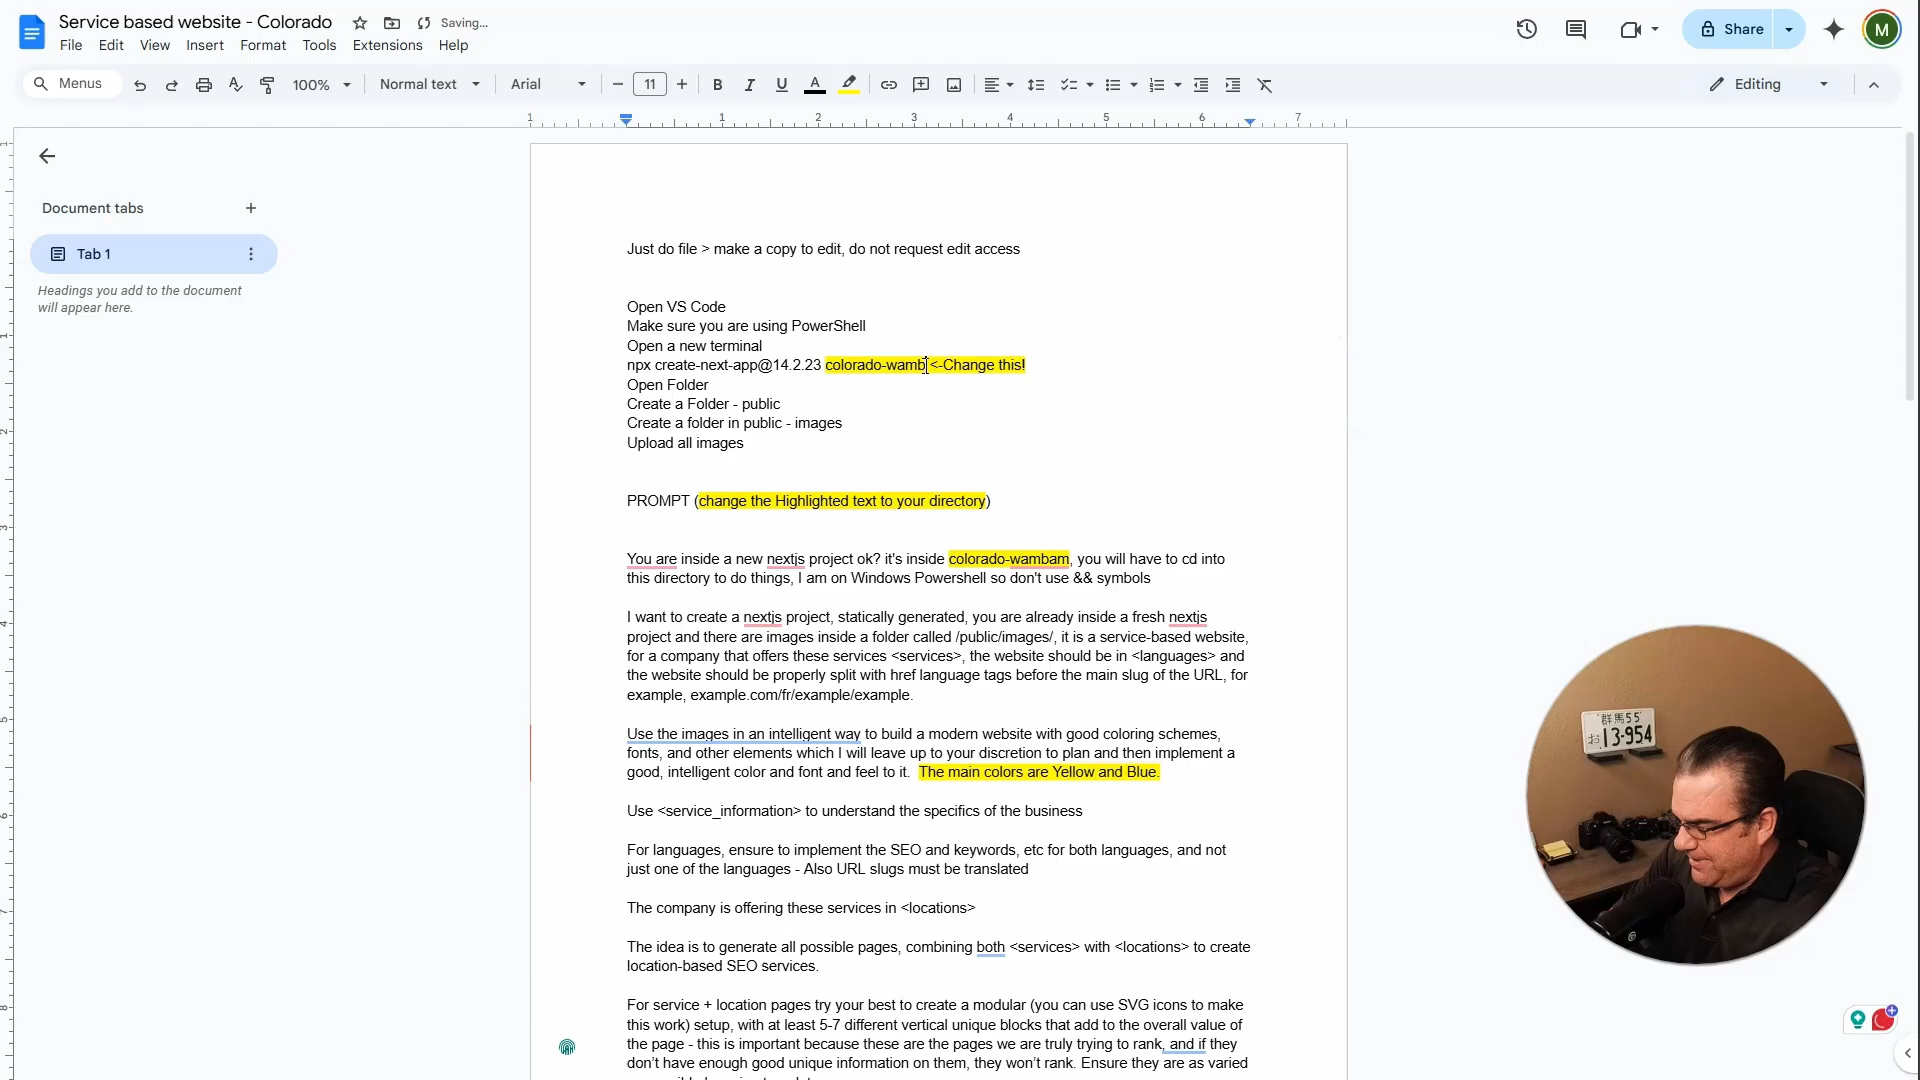 Service based website - Colorado
Saving...
File Edit View Insert Format Tools Extensions Help
Share
M
Menus
100%
Normal text
Arial
11
Editing
1 1 2 3 4 5 6 7
Document tabs
Tab 1
Headings you add to the document
will appear here.
Just do file > make a copy to edit, do not request edit access
Open VS Code
Make sure you are using PowerShell
Open a new terminal
npx create-next-app@14.2.23 colorado-wamb <-Change this!
Open Folder
Create a Folder - public
Create a folder in public - images
Upload all images
PROMPT (change the Highlighted text to your directory)
You are inside a new nextjs project ok? it's inside colorado-wambam, you will have to cd into
this directory to do things, I am on Windows Powershell so don't use && symbols
I want to create a nextjs project, statically generated, you are already inside a fresh nextjs
project and there are images inside a folder called /public/images/, it is a service-based website,
for a company that offers these services <services>, the website should be in <languages> and
the website should be properly split with href language tags before the main slug of the URL, for
example, example.com/fr/example/example.
Use the images in an intelligent way to build a modern website with good coloring schemes,
fonts, and other elements which I will leave up to your discretion to plan and then implement a
good, intelligent color and font and feel to it. The main colors are Yellow and Blue.
Use <service_information> to understand the specifics of the business
For languages, ensure to implement the SEO and keywords, etc for both languages, and not
just one of the languages - Also URL slugs must be translated
The company is offering these services in <locations>
The idea is to generate all possible pages, combining both <services> with <locations> to create
location-based SEO services.
For service + location pages try your best to create a modular (you can use SVG icons to make
this work) setup, with at least 5-7 different vertical unique blocks that add to the overall value of
the page - this is important because these are the pages we are truly trying to rank, and if they
don't have enough good unique information on them, they won't rank. Ensure they are as varied
群馬55
お 13-954